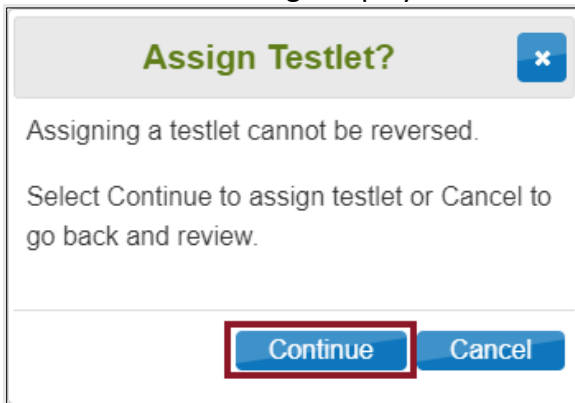 Assign Testlet?
Assigning a testlet cannot be reversed.
Select Continue to assign testlet or Cancel to
go back and review.
Continue Cancel